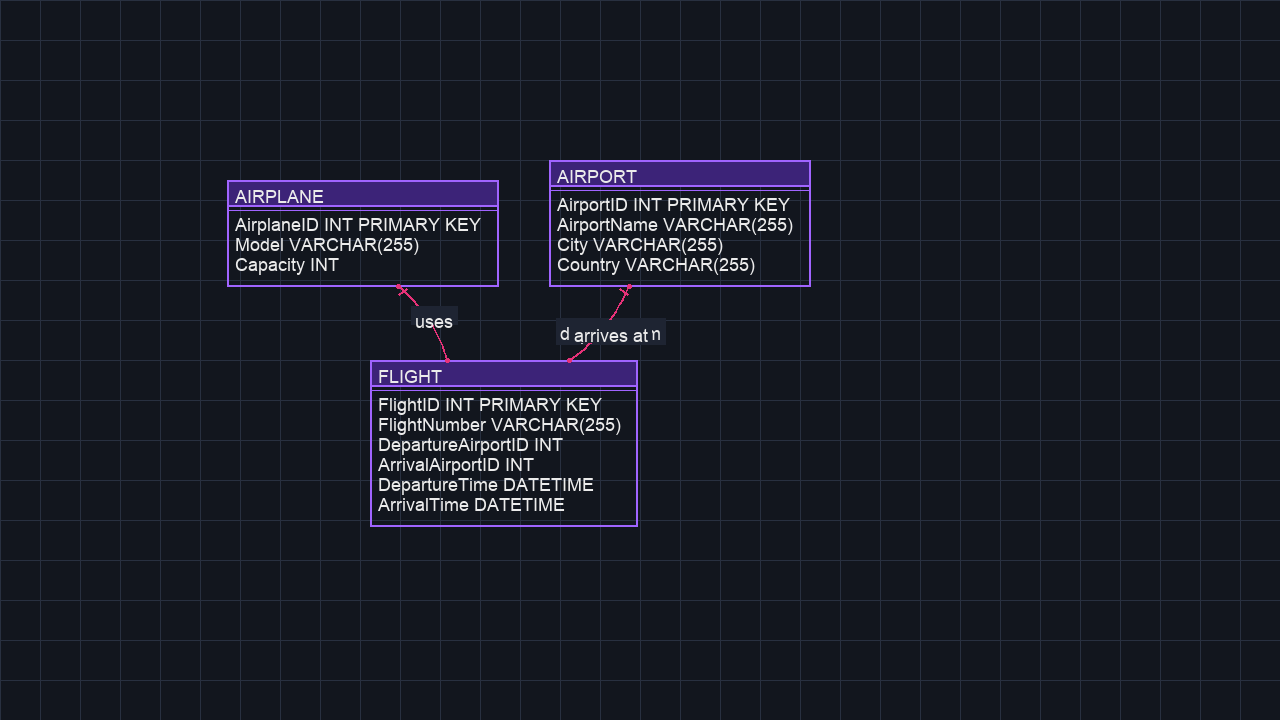 AIRPLANE
AirplaneID INT PRIMARY KEY
Model VARCHAR(255)
Capacity INT
AIRPORT
AirportID INT PRIMARY KEY
AirportName VARCHAR(255)
City VARCHAR(255)
Country VARCHAR(255)
uses
arrives at
FLIGHT
FlightID INT PRIMARY KEY
FlightNumber VARCHAR(255)
DepartureAirportID INT
ArrivalAirportID INT
DepartureTime DATETIME
ArrivalTime DATETIME